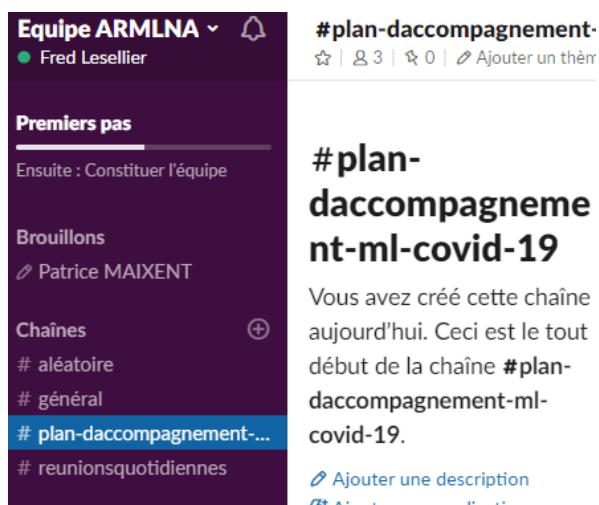 Equipe ARMLNA
Fred Lesellier
Premiers pas
Ensuite : Constituer l'équipe
Brouillons
Patrice MAIXENT
Chaînes
# aléatoire
# général
# plan-daccompagnement-...
# reunionsquotidiennes
#plan-daccompagnement-
3 | 0 | Ajouter un thèm
#plan-
daccompagneme
nt-ml-covid-19
Vous avez créé cette chaîne
aujourd'hui. Ceci est le tout
début de la chaîne #plan-
daccompagnement-ml-
covid-19.
Ajouter une description